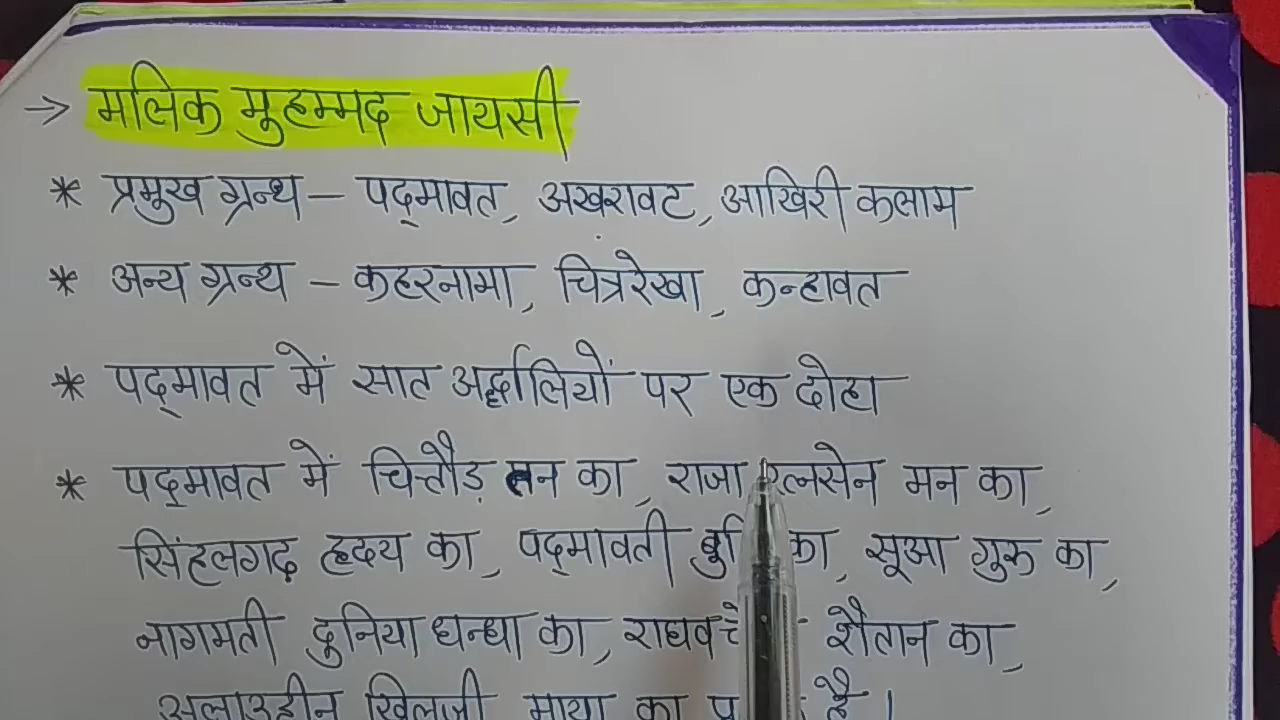 → मलिक मुहम्मद जायसी
* प्रमुख ग्रन्थ – पद्मावत, अखरावट, आखिरी कलाम
* अन्य ग्रन्थ – कहरनामा, चित्ररेखा, कन्हावत
* पद्मावत में सात अर्द्धालियों पर एक दोहा
* पद्मावत में चित्तौड़ तन का, राजा रत्नसेन मन का,
सिंहलगढ़ हृदय का, पद्मावती का, सूआ गुरु का,
नागमती दुनिया धन्धा का, शैतान का,
अलाउद्दीन खिलजी माया का है।